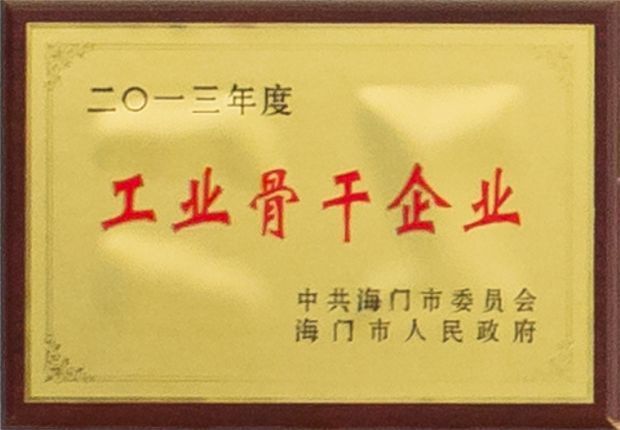 二〇一三年度
工业骨干企业
中共海门市委员会
海门市人民政府